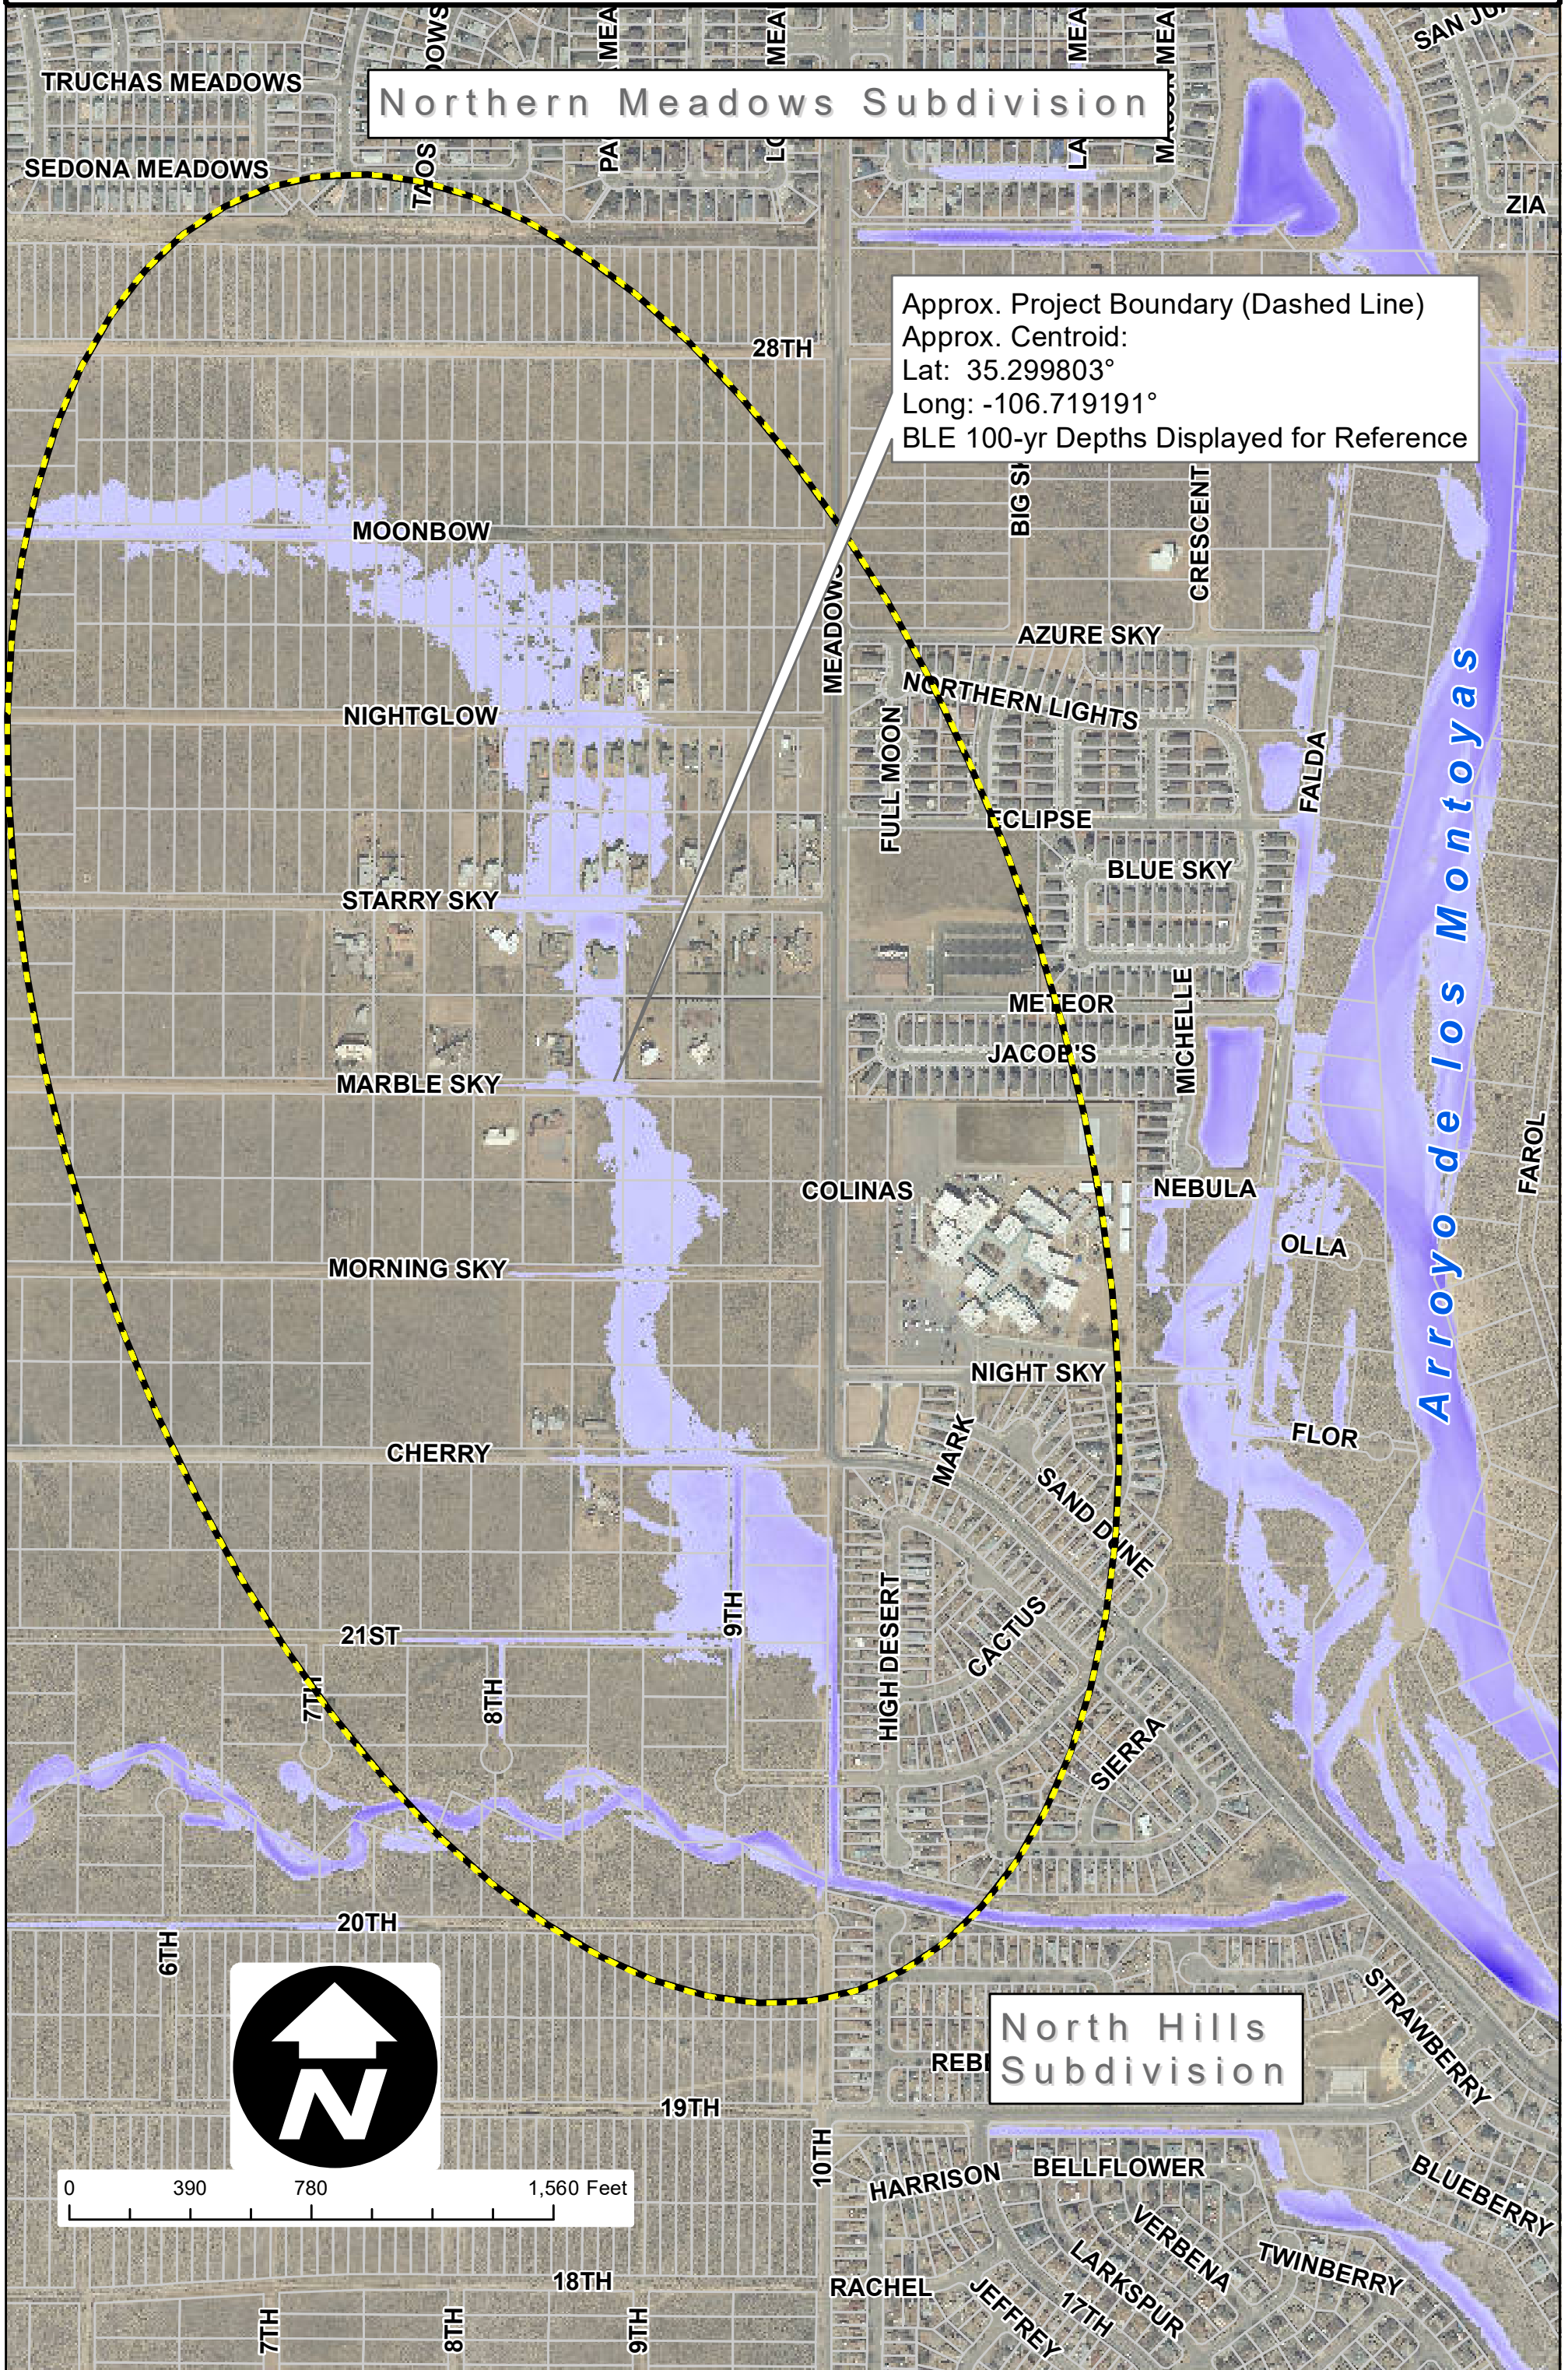 SAN JU
TRUCHAS MEADOWS
Northern Meadows Subdivision
SEDONA MEADOWS
TAOS
ZIA
Approx. Project Boundary (Dashed Line)
Approx. Centroid:
Lat: 35.299803°
Long: -106.719191°
BLE 100-yr Depths Displayed for Reference
28TH
MOONBOW
CRESCENT
MEADOWS
AZURE SKY
NORTHERN LIGHTS
NIGHTGLOW
FULL MOON
FALDA
ECLIPSE
BLUE SKY
STARRY SKY
Arroyo de los Montoyas
METEOR
MICHELLE
JACOB'S
MARBLE SKY
FAROL
COLINAS
NEBULA
OLLA
MORNING SKY
NIGHT SKY
MARK
FLOR
CHERRY
SAND DUNE
9TH
HIGH DESERT
CACTUS
21ST
7TH
8TH
SIERRA
20TH
6TH
STRAWBERRY
North Hills
Subdivision
REB
N
19TH
10TH
0 390 780 1,560 Feet
HARRISON
BELLFLOWER
BLUEBERRY
VERBENA
TWINBERRY
LARKSPUR
18TH
RACHEL
JEFFREY
17TH
7TH
8TH
9TH